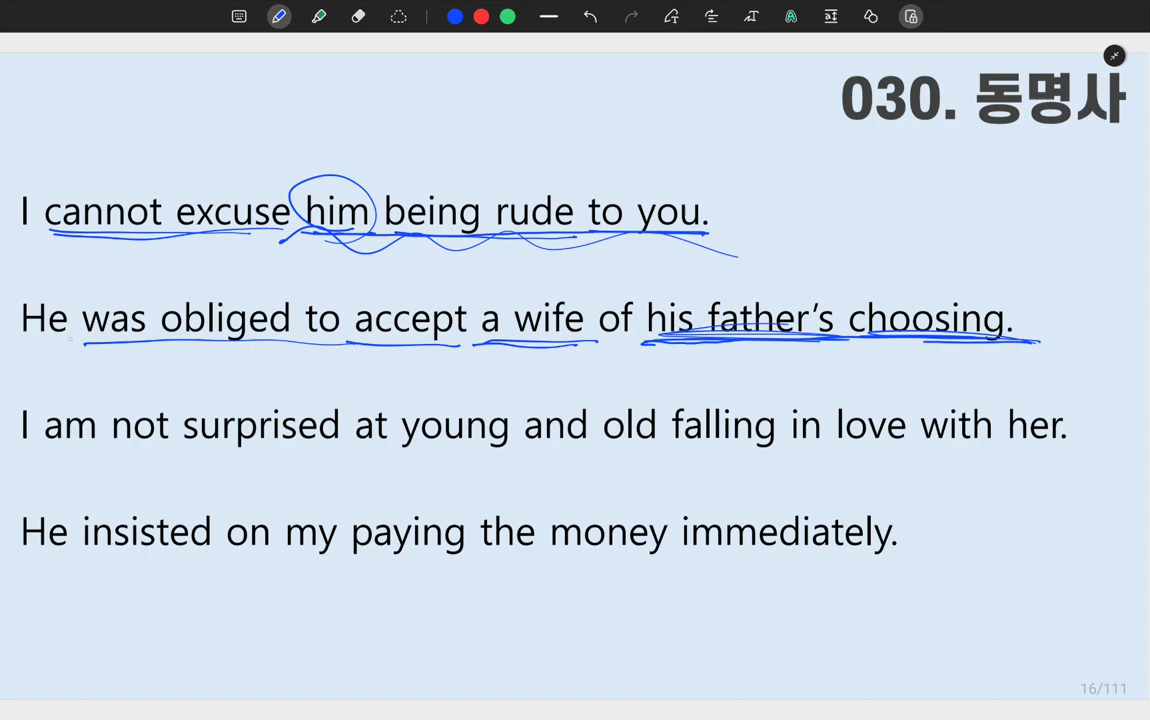 030. 동명사
I cannot excuse him being rude to you.
He was obliged to accept a wife of his father's choosing.
I am not surprised at young and old falling in love with her.
He insisted on my paying the money immediately.
16/111